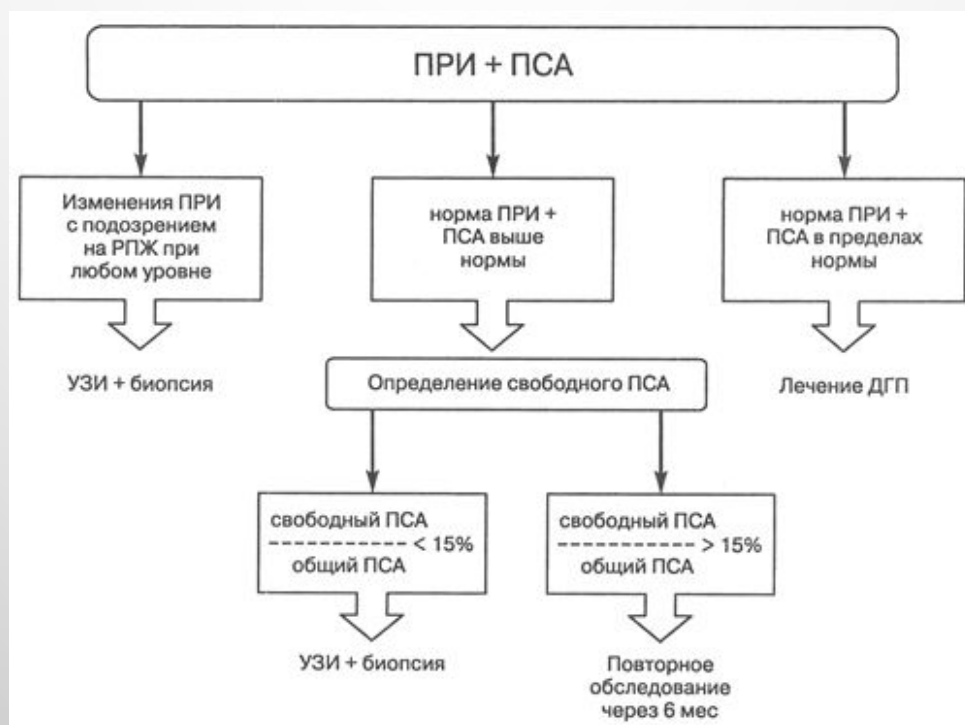 ПРИ + ПСА
Изменения ПРИ
с подозрением
на РПЖ при
любом уровне
норма ПРИ +
ПСА выше
нормы
норма ПРИ +
ПСА в пределах
нормы
УЗИ + биопсия
Определение свободного ПСА
Лечение ДГП
свободный ПСА
---------------- < 15%
общий ПСА
свободный ПСА
---------------- > 15%
общий ПСА
УЗИ + биопсия
Повторное
обследование
через 6 мес